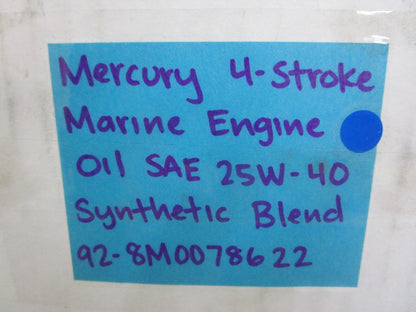 Mercury 4-Stroke
Marine Engine
Oil SAE 25W-40
Synthetic Blend
92-8M0078622